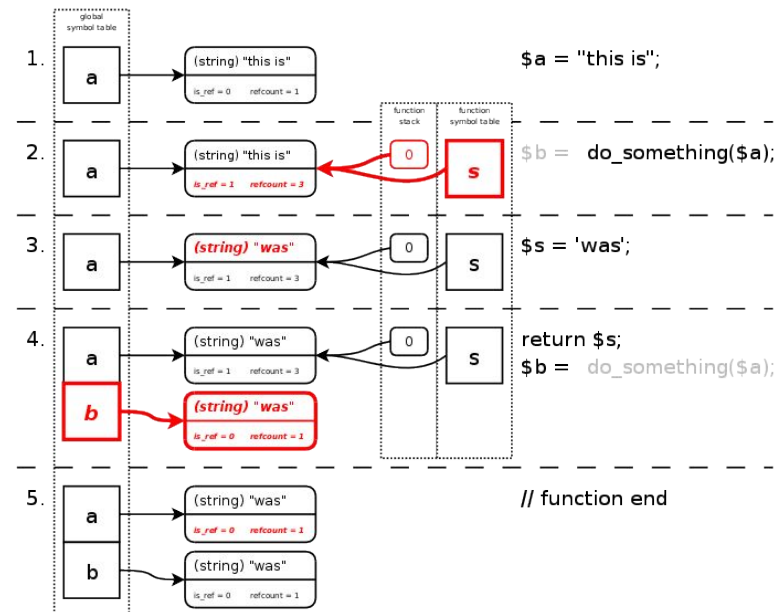 global
symbol table
1.
a
(string) "this is"
is_ref = 0 refcount = 1
$a = "this is";
function
stack
function
symbol table
2.
a
(string) "this is"
is_ref = 1 refcount = 3
0
s
$b = do_something($a);
3.
a
(string) "was"
is_ref = 1 refcount = 3
0
s
$s = 'was';
4.
a
(string) "was"
is_ref = 1 refcount = 3
0
s
return $s;
$b = do_something($a);
b
(string) "was"
is_ref = 0 refcount = 1
5.
a
(string) "was"
is_ref = 0 refcount = 1
// function end
b
(string) "was"
is_ref = 0 refcount = 1